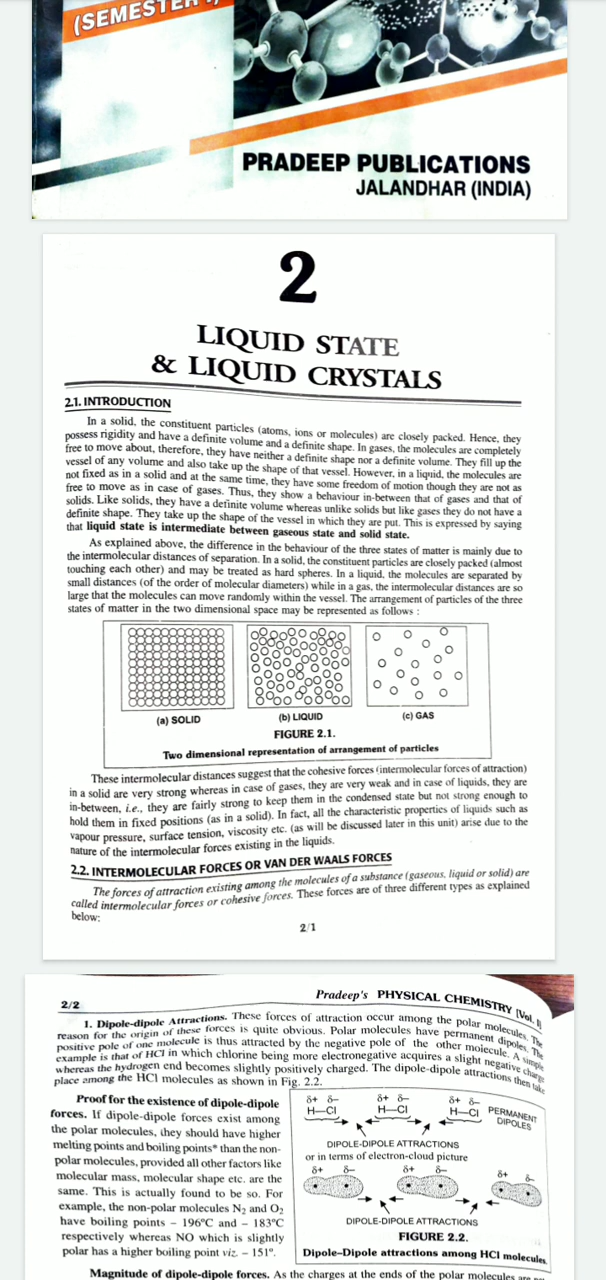 (SEMESTER I)
PRADEEP PUBLICATIONS
JALANDHAR (INDIA)
2
LIQUID STATE
& LIQUID CRYSTALS
2.1. INTRODUCTION
In a solid, the constituent particles (atoms, ions or molecules) are closely packed. Hence, they
possess rigidity and have a definite volume and a definite shape. In gases, the molecules are completely
free to move about, therefore, they have neither a definite shape nor a definite volume. They fill up the
vessel of any volume and also take up the shape of that vessel. However, in a liquid, the molecules are
not fixed as in a solid and at the same time, they have some freedom of motion though they are not as
free to move as in case of gases. Thus, they show a behaviour in-between that of gases and that of
solids. Like solids, they have a definite volume whereas unlike solids but like gases they do not have a
definite shape. They take up the shape of the vessel in which they are put. This is expressed by saying
that liquid state is intermediate between gaseous state and solid state.
As explained above, the difference in the behaviour of the three states of matter is mainly due to
the intermolecular distances of separation. In a solid, the constituent particles are closely packed (almost
touching each other) and may be treated as hard spheres. In a liquid, the molecules are separated by
small distances (of the order of molecular diameters) while in a gas, the intermolecular distances are so
large that the molecules can move randomly within the vessel. The arrangement of particles of the three
states of matter in the two dimensional space may be represented as follows :
(a) SOLID (b) LIQUID (c) GAS
FIGURE 2.1.
Two dimensional representation of arrangement of particles
These intermolecular distances suggest that the cohesive forces (intermolecular forces of attraction)
in a solid are very strong whereas in case of gases, they are very weak and in case of liquids, they are
in-between, i.e., they are fairly strong to keep them in the condensed state but not strong enough to
hold them in fixed positions (as in a solid). In fact, all the characteristic properties of liquids such as
vapour pressure, surface tension, viscosity etc. (as will be discussed later in this unit) arise due to the
nature of the intermolecular forces existing in the liquids.
2.2. INTERMOLECULAR FORCES OR VAN DER WAALS FORCES
The forces of attraction existing among the molecules of a substance (gaseous, liquid or solid) are
called intermolecular forces or cohesive forces. These forces are of three different types as explained
below:
2/1
2/2 Pradeep's PHYSICAL CHEMISTRY [Vol. I]
1. Dipole-dipole Attractions. These forces of attraction occur among the polar molecules. The
reason for the origin of these forces is quite obvious. Polar molecules have permanent dipoles. The
positive pole of one molecule is thus attracted by the negative pole of the other molecule. A simple
example is that of HCl in which chlorine being more electronegative acquires a slight negative charge
whereas the hydrogen end becomes slightly positively charged. The dipole-dipole attractions then take
place among the HCl molecules as shown in Fig. 2.2.
Proof for the existence of dipole-dipole
forces. If dipole-dipole forces exist among
the polar molecules, they should have higher
melting points and boiling points* than the non-
polar molecules, provided all other factors like
molecular mass, molecular shape etc. are the
same. This is actually found to be so. For
example, the non-polar molecules N₂ and O₂
have boiling points – 196°C and – 183°C
respectively whereas NO which is slightly
polar has a higher boiling point viz. – 151°.
δ+ δ– δ+ δ– δ+ δ–
H—Cl H—Cl H—Cl PERMANENT
DIPOLES
DIPOLE-DIPOLE ATTRACTIONS
or in terms of electron-cloud picture
δ+ δ– δ+ δ– δ+ δ–
DIPOLE-DIPOLE ATTRACTIONS
FIGURE 2.2.
Dipole–Dipole attractions among HCl molecules.
Magnitude of dipole-dipole forces. As the charges at the ends of the polar molecules are